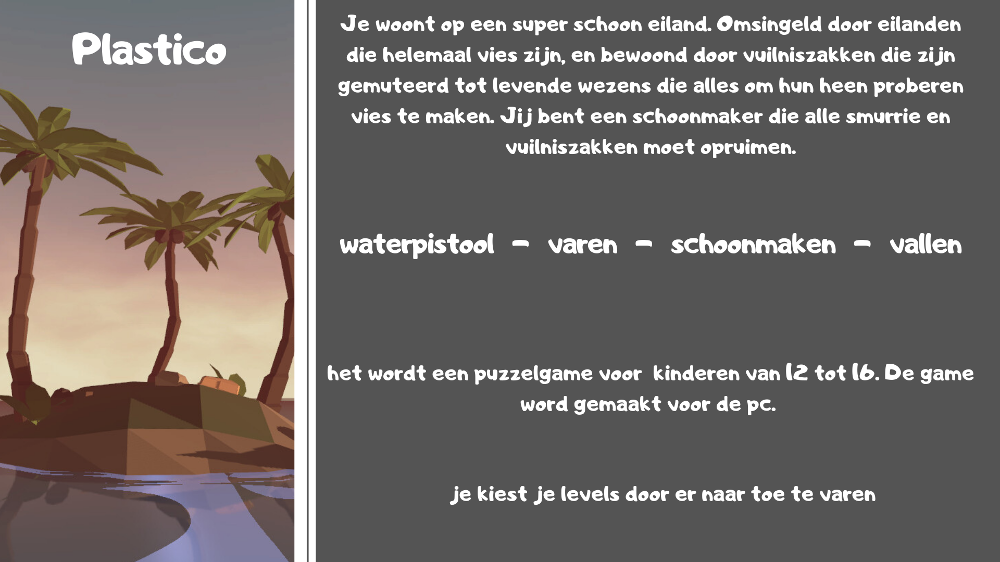 Plastico
Je woont op een super schoon eiland. Omsingeld door eilanden
die helemaal vies zijn, en bewoond door vuilniszakken die zijn
gemuteerd tot levende wezens die alles om hun heen proberen
vies te maken. Jij bent een schoonmaker die alle smurrie en
vuilniszakken moet opruimen.
waterpistool - varen - schoonmaken - vallen
het wordt een puzzelgame voor kinderen van 12 tot 16. De game
word gemaakt voor de pc.
je kiest je levels door er naar toe te varen